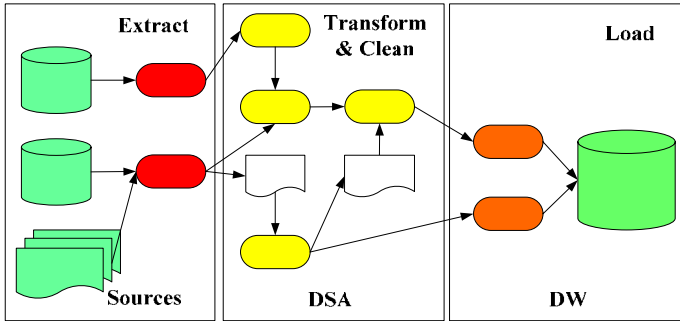 Extract
Transform
& Clean
Load
Sources
DSA
DW